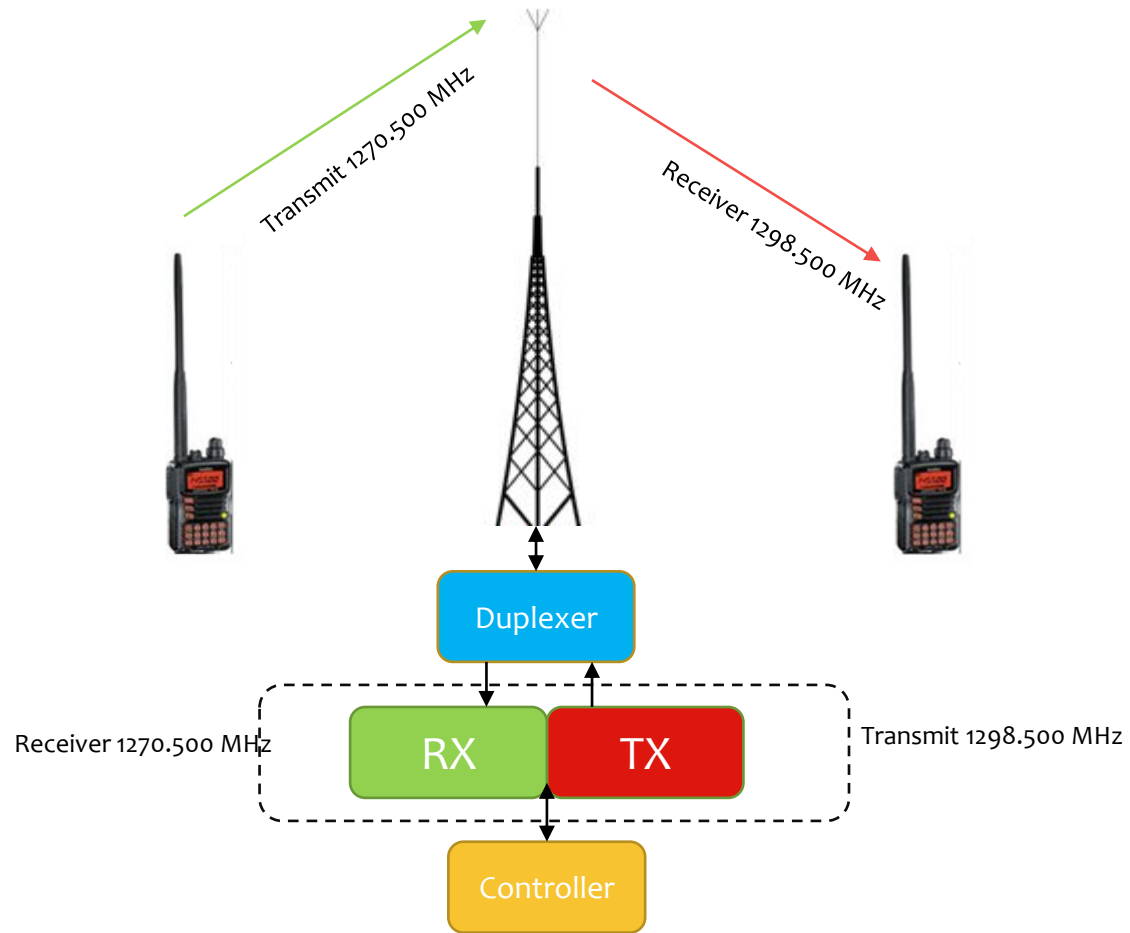 Transmit 1270.500 MHz
Receiver 1298.500 MHz
Duplexer
Receiver 1270.500 MHz
RX
TX
Transmit 1298.500 MHz
Controller